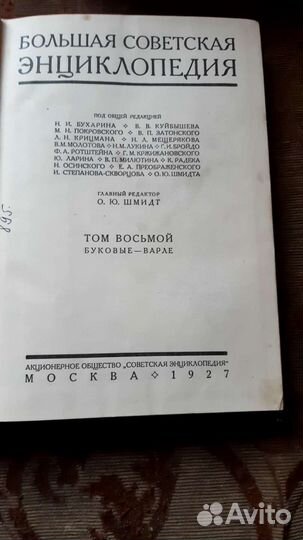 БОЛЬШАЯ СОВЕТСКАЯ
ЭНЦИКЛОПЕДИЯ
ПОД ОБЩЕЙ РЕДАКЦИЕЙ
Н. И. БУХАРИНА ◇ В. В. КУЙБЫШЕВА
М. Н. ПОКРОВСКОГО ◇ В. П. ЗАТОНСКОГО
Л. Н. КРИЦМАНА ◇ Н. Л. МЕЩЕРЯКОВА
В. М. МОЛОТОВА ◇ Н. М. ЛУКИНА ◇ Г. И. БРОЙДО
Ф. А. РОТШТЕЙНА ◇ Г. М. КРЖИЖАНОВСКОГО
Ю. ЛАРИНА ◇ В. П. МИЛЮТИНА ◇ К. РАДЕКА
Н. ОСИНСКОГО ◇ Е. А. ПРЕОБРАЖЕНСКОГО
И. СТЕПАНОВА-СКВОРЦОВА ◇ О. Ю. ШМИДТА
ГЛАВНЫЙ РЕДАКТОР
О. Ю. ШМИДТ
895.
ТОМ ВОСЬМОЙ
БУКОВЫЕ — ВАРЛЕ
АКЦИОНЕРНОЕ ОБЩЕСТВО „СОВЕТСКАЯ ЭНЦИКЛОПЕДИЯ"
МОСКВА ◇ 1927
Avito